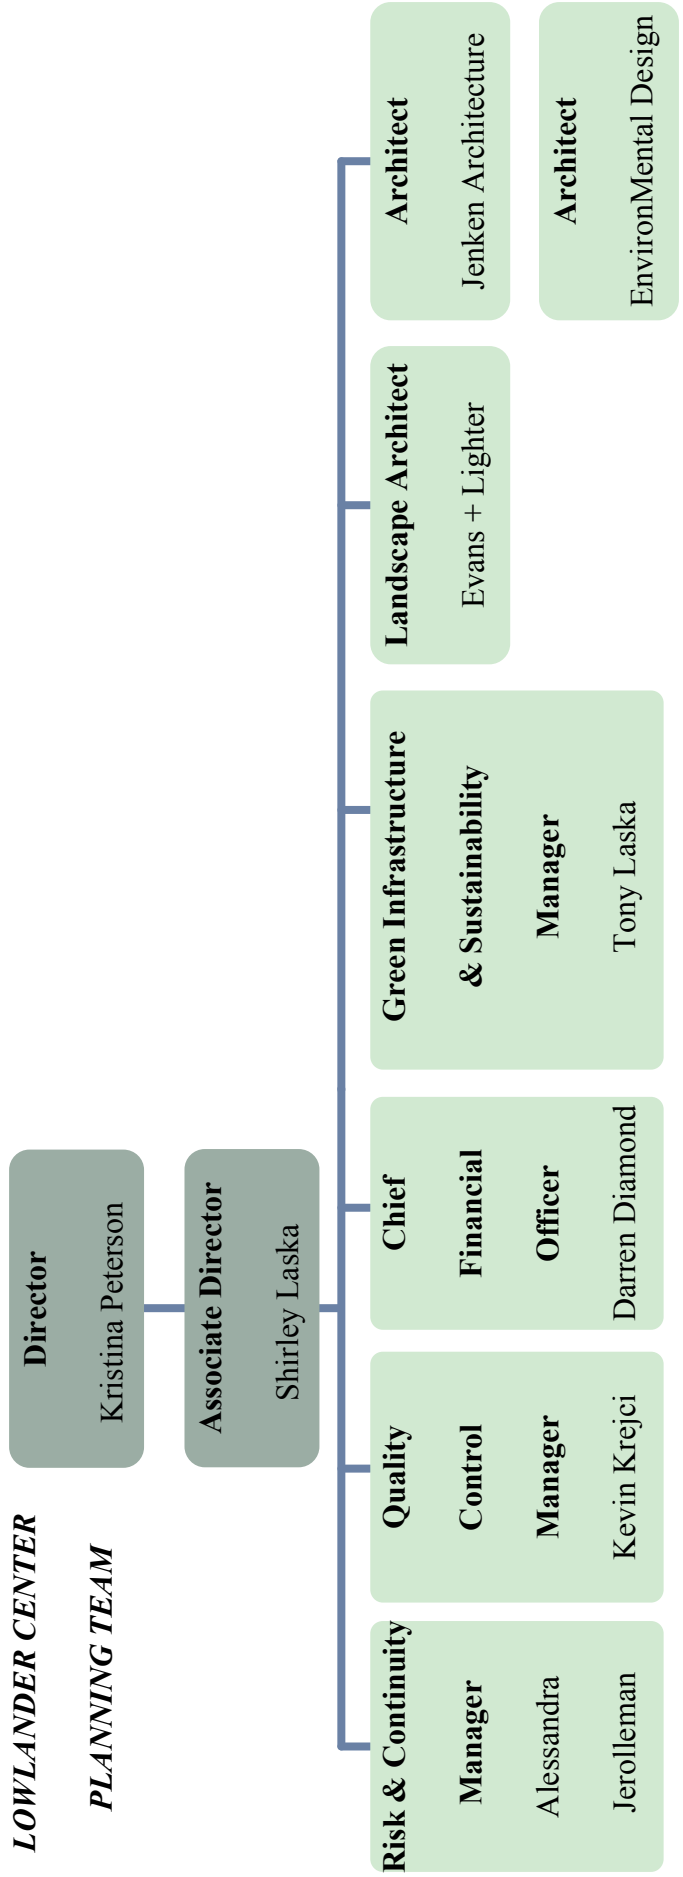 LOWLANDER CENTER
PLANNING TEAM
Director
Kristina Peterson
Associate Director
Shirley Laska
Risk & Continuity
Manager
Alessandra
Jerolleman
Quality
Control
Manager
Kevin Krejci
Chief
Financial
Officer
Darren Diamond
Green Infrastructure
& Sustainability
Manager
Tony Laska
Landscape Architect
Evans + Lighter
Architect
Jenken Architecture
Architect
EnvironMental Design